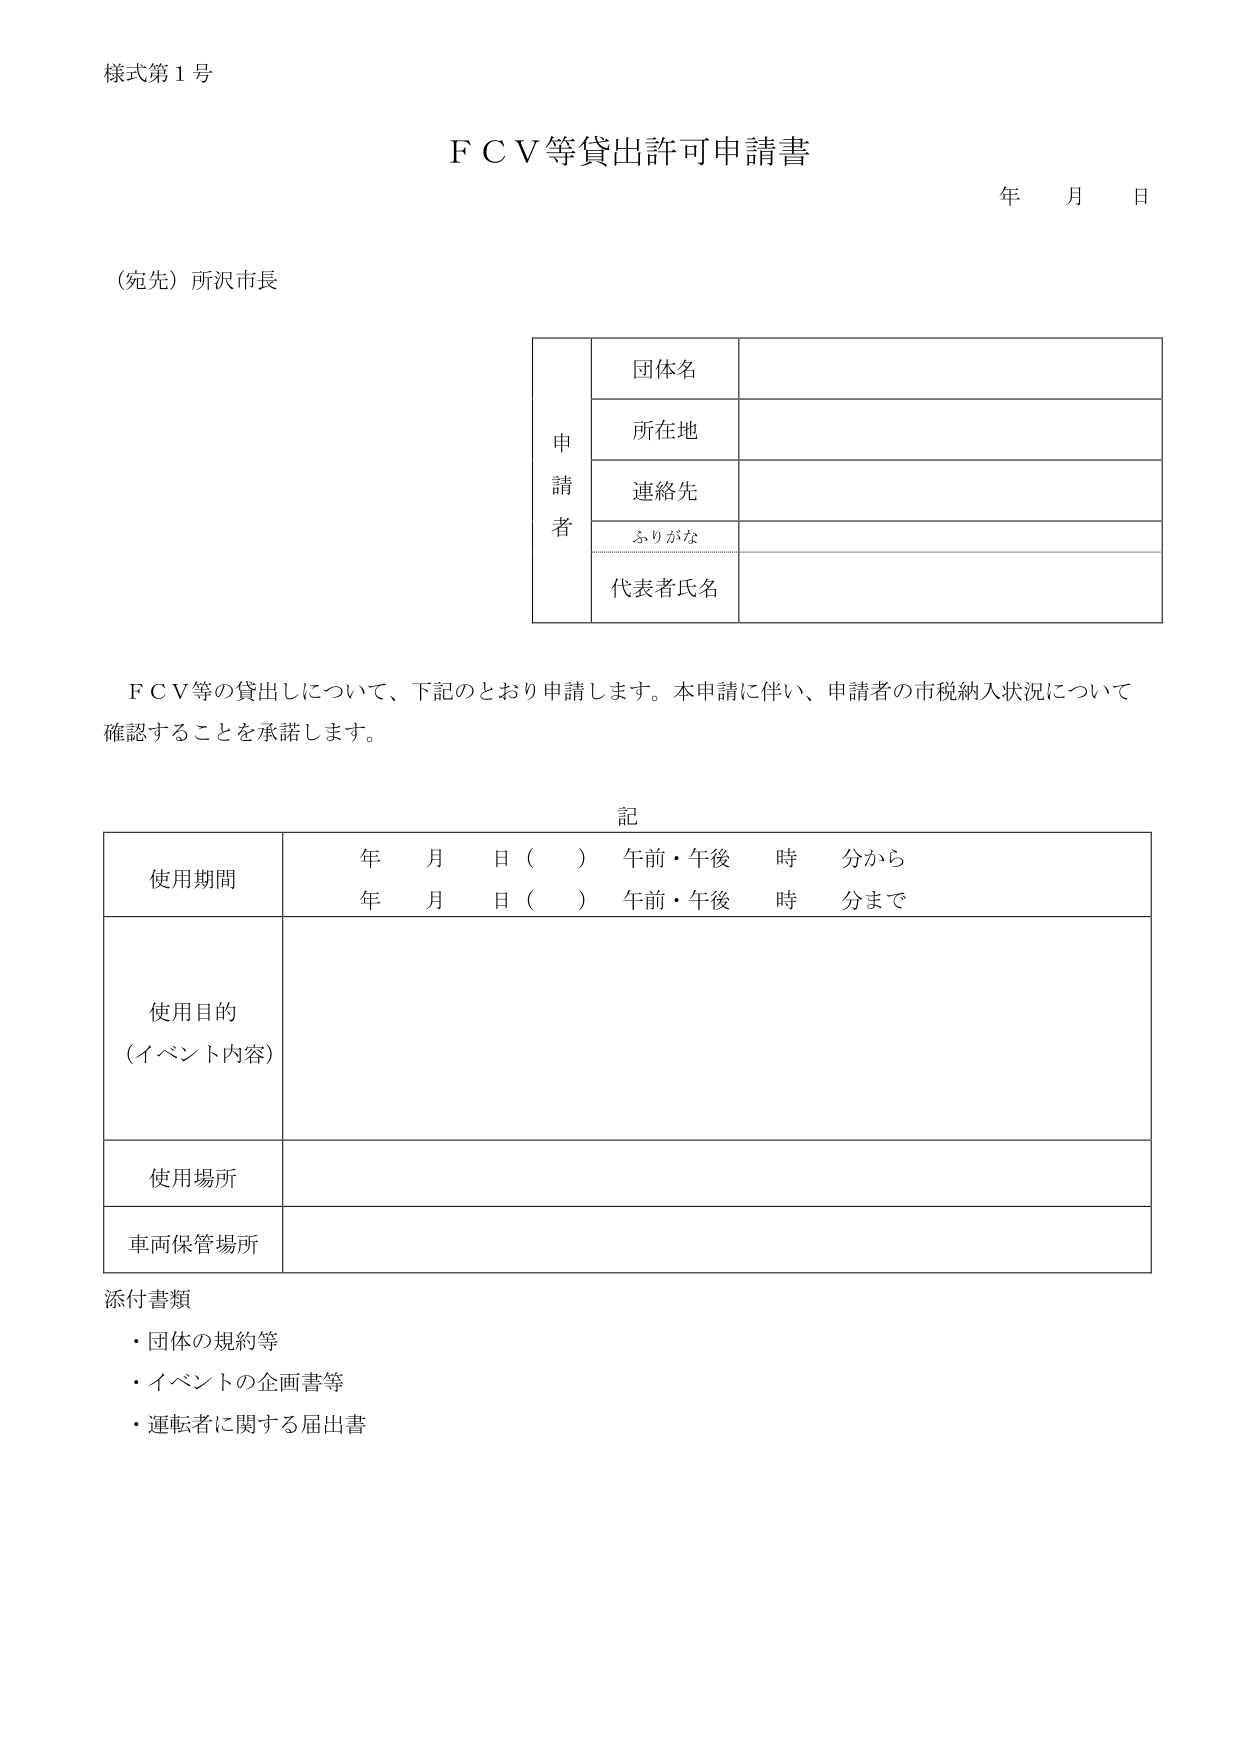 様式第１号
ＦＣＶ等貸出許可申請書
年　　月　　日
（宛先）所沢市長
申請者
団体名
所在地
連絡先
ふりがな
代表者氏名
ＦＣＶ等の貸出しについて、下記のとおり申請します。本申請に伴い、申請者の市税納入状況について
確認することを承諾します。
記
使用期間
年　　月　　日（　　）　午前・午後　　時　　分から
年　　月　　日（　　）　午前・午後　　時　　分まで
使用目的
（イベント内容）
使用場所
車両保管場所
添付書類
・団体の規約等
・イベントの企画書等
・運転者に関する届出書